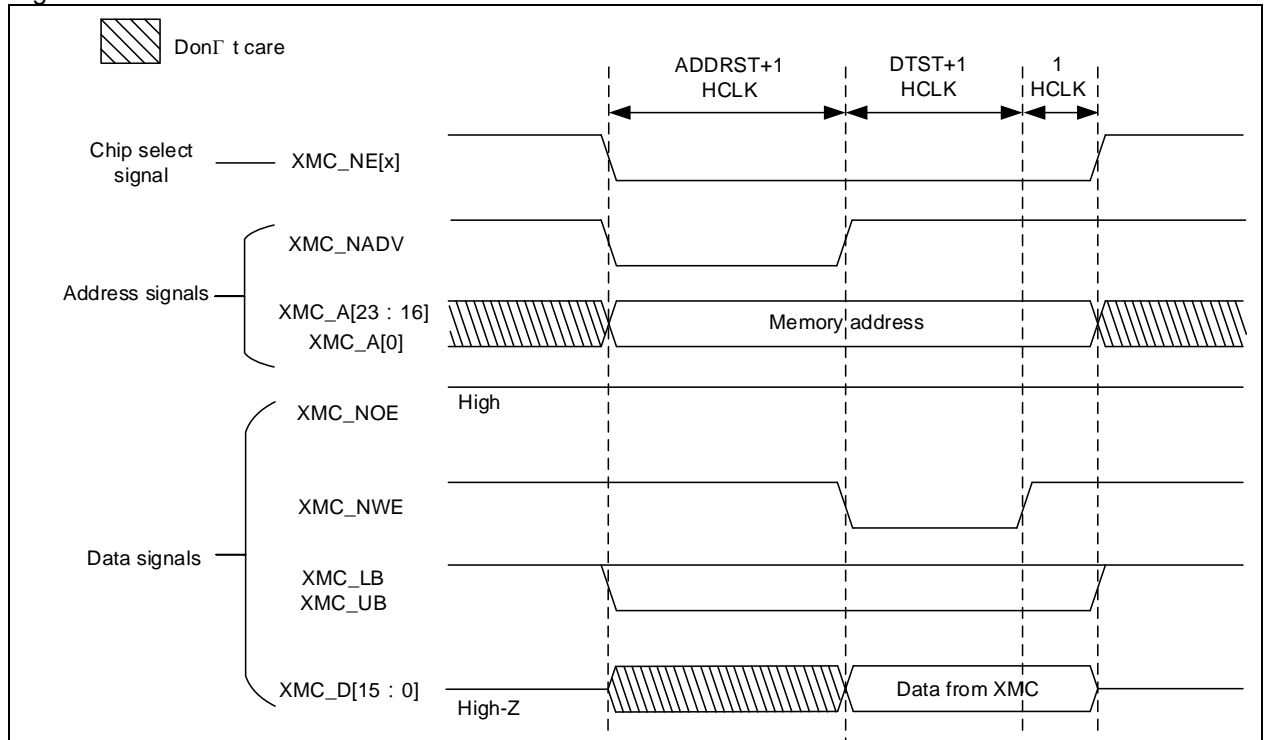 DonΓ t care
ADDRST+1
HCLK
DTST+1
HCLK
1
HCLK
Chip select
signal
XMC_NE[x]
XMC_NADV
Address signals
XMC_A[23：16]
XMC_A[0]
Memory address
XMC_NOE
High
XMC_NWE
Data signals
XMC_LB
XMC_UB
XMC_D[15：0]
High-Z
Data from XMC